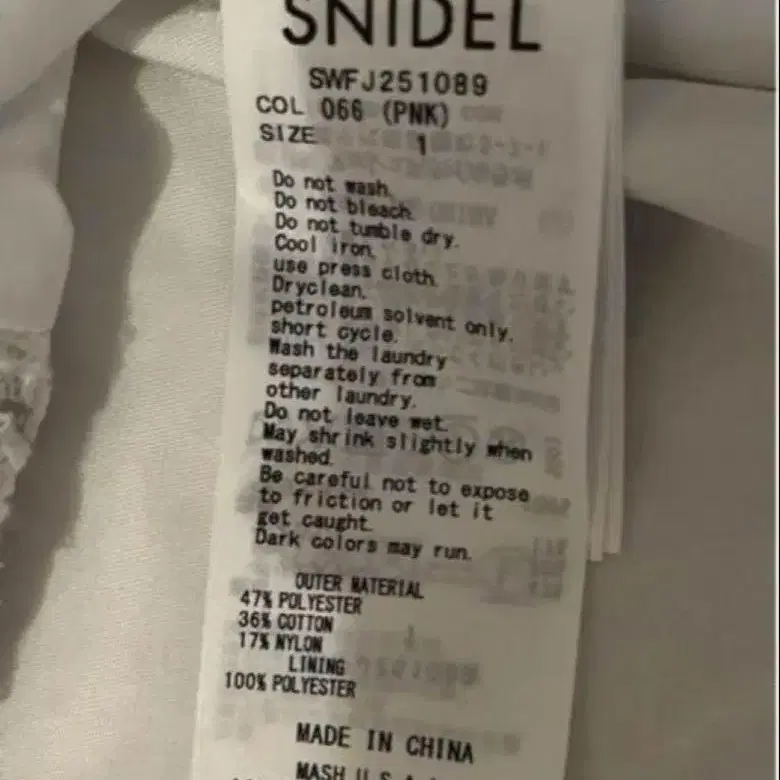 SNIDEL
SWFJ251089
COL 066 (PNK)
SIZE 1
Do not wash.
Do not bleach.
Do not tumble dry.
Cool iron,
use press cloth.
Dryclean,
petroleum solvent only,
short cycle.
Wash the laundry
separately from
other laundry.
Do not leave wet.
May shrink slightly when
washed.
Be careful not to expose
to friction or let it
get caught.
Dark colors may run.
OUTER MATERIAL
47% POLYESTER
36% COTTON
17% NYLON
LINING
100% POLYESTER
MADE IN CHINA
MASH U.S.A.